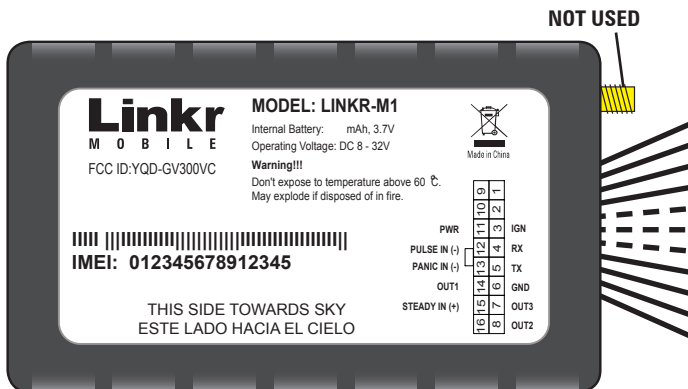 NOT USED
Linkr
MOBILE
FCC ID:YQD-GV300VC
MODEL: LINKR-M1
Internal Battery: mAh, 3.7V
Operating Voltage: DC 8 - 32V
Warning!!!
Don't expose to temperature above 60 ℃.
May explode if disposed of in fire.
Made in China
IMEI: 012345678912345
THIS SIDE TOWARDS SKY
ESTE LADO HACIA EL CIELO
9 1
10 2
PWR 11 3 IGN
PULSE IN (-) 12 4 RX
PANIC IN (-) 13 5 TX
OUT1 14 6 GND
STEADY IN (+) 15 7 OUT3
16 8 OUT2